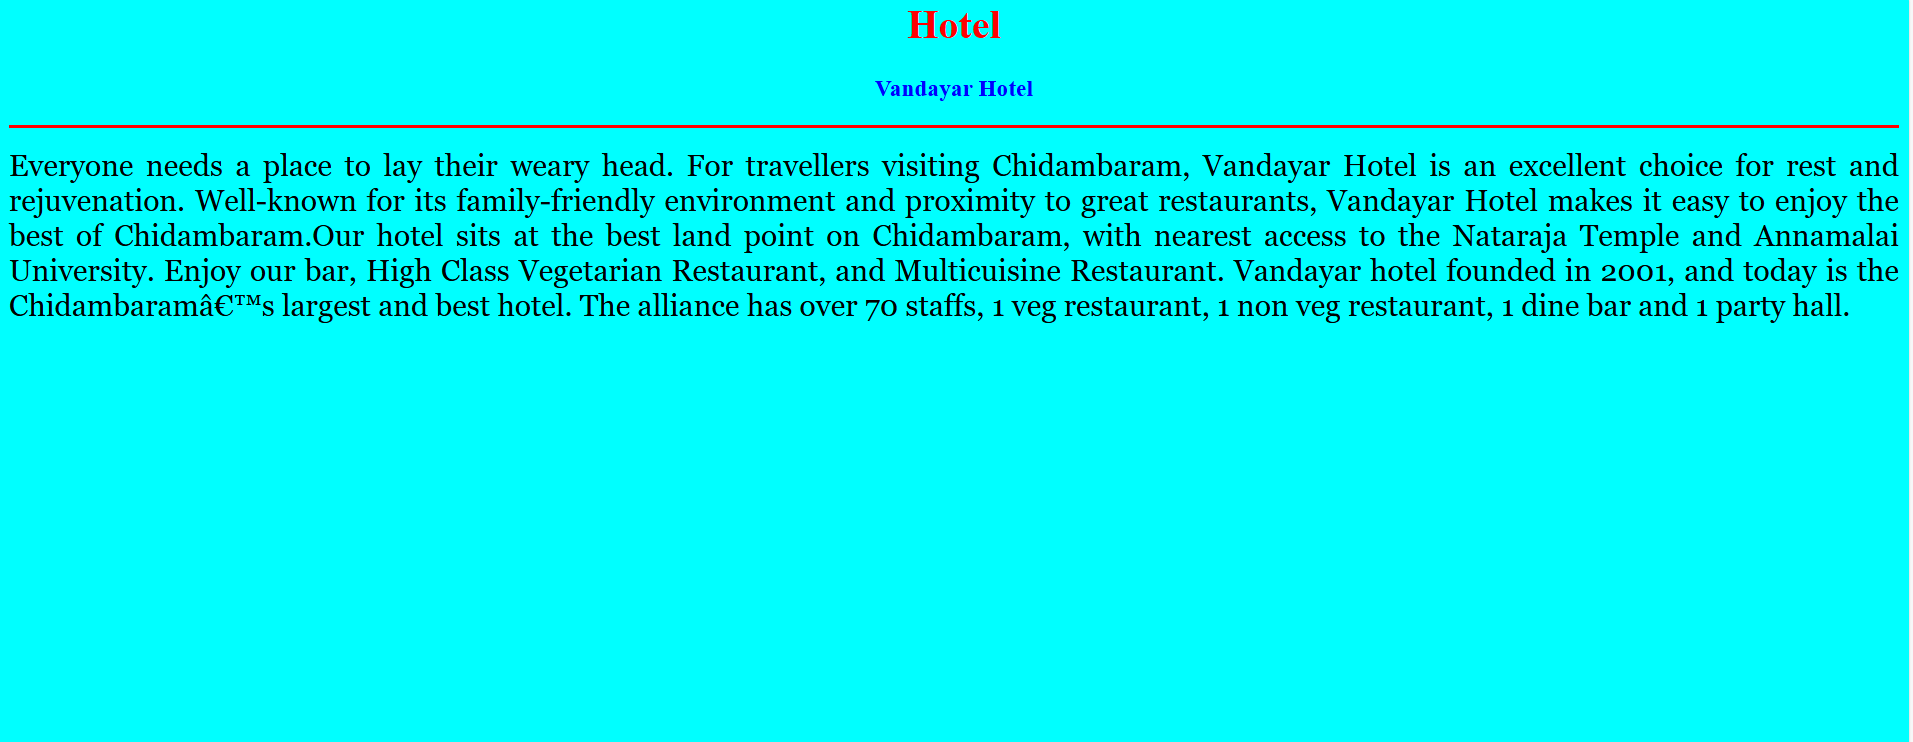 Hotel
Vandayar Hotel
Everyone needs a place to lay their weary head. For travellers visiting Chidambaram, Vandayar Hotel is an excellent choice for rest and
rejuvenation. Well-known for its family-friendly environment and proximity to great restaurants, Vandayar Hotel makes it easy to enjoy the
best of Chidambaram.Our hotel sits at the best land point on Chidambaram, with nearest access to the Nataraja Temple and Annamalai
University. Enjoy our bar, High Class Vegetarian Restaurant, and Multicuisine Restaurant. Vandayar hotel founded in 2001, and today is the
Chidambaramâ€™s largest and best hotel. The alliance has over 70 staffs, 1 veg restaurant, 1 non veg restaurant, 1 dine bar and 1 party hall.